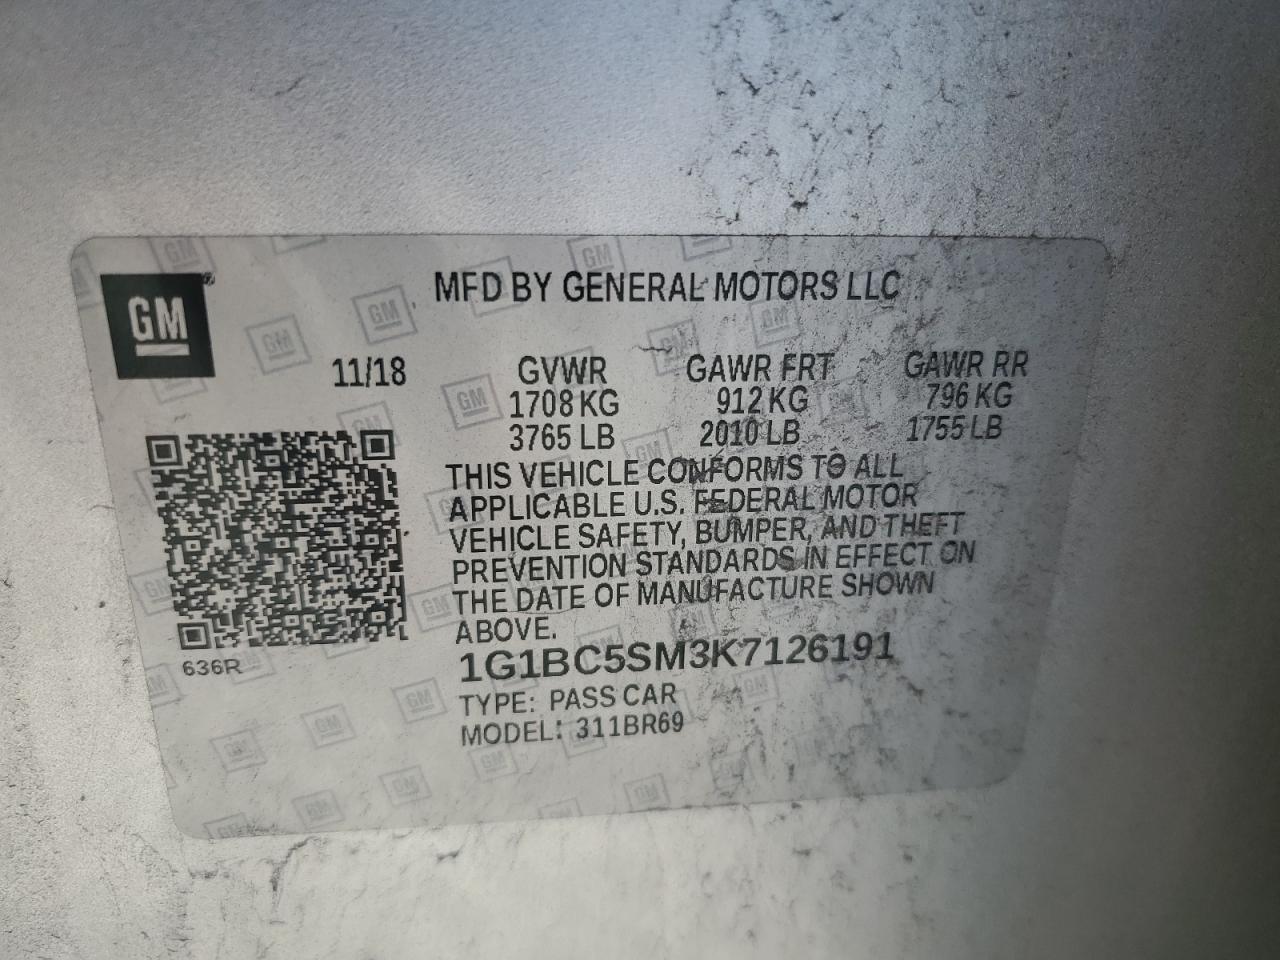 GM
MFD BY GENERAL MOTORS LLC
11/18 GVWR GAWR FRT GAWR RR
1708 KG 912 KG 796 KG
3765 LB 2010 LB 1755 LB
THIS VEHICLE CONFORMS TO ALL
APPLICABLE U.S. FEDERAL MOTOR
VEHICLE SAFETY, BUMPER, AND THEFT
PREVENTION STANDARDS IN EFFECT ON
THE DATE OF MANUFACTURE SHOWN
ABOVE.
636R
1G1BC5SM3K7126191
TYPE: PASS CAR
MODEL: 311BR69